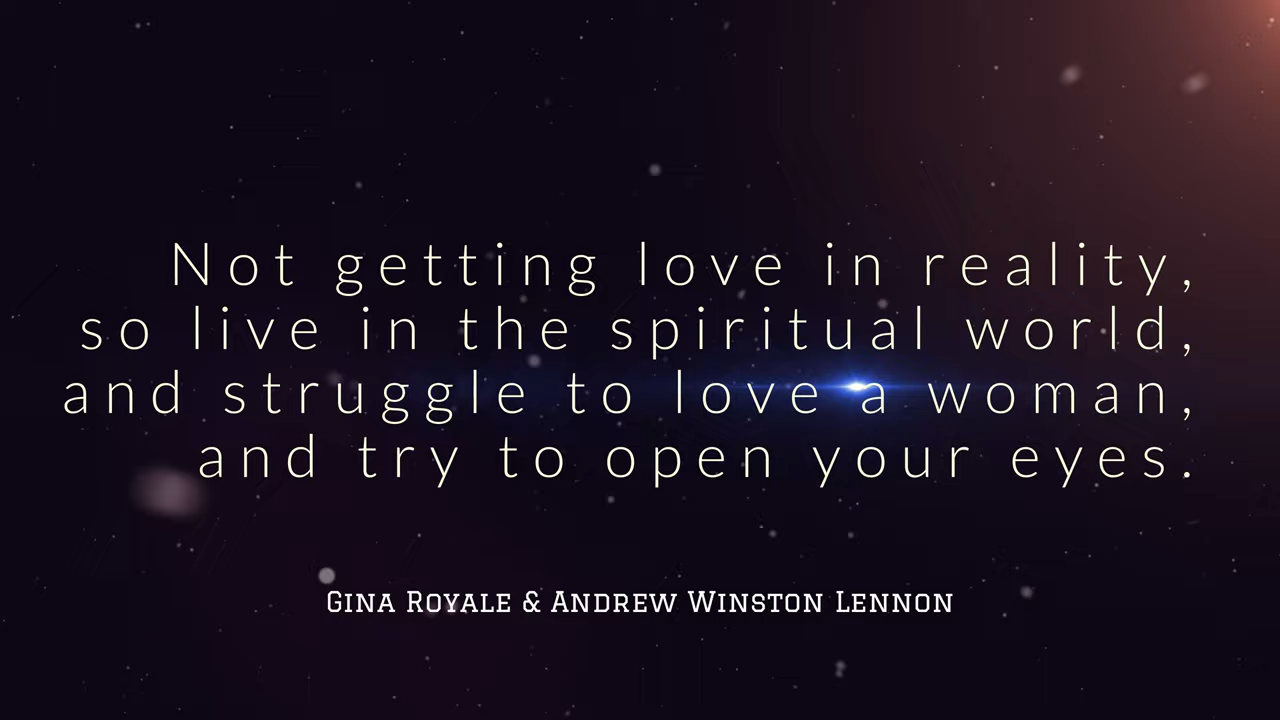 Not getting love in reality,
so live in the spiritual world,
and struggle to love a woman,
and try to open your eyes.
Gina Royale & Andrew Winston Lennon